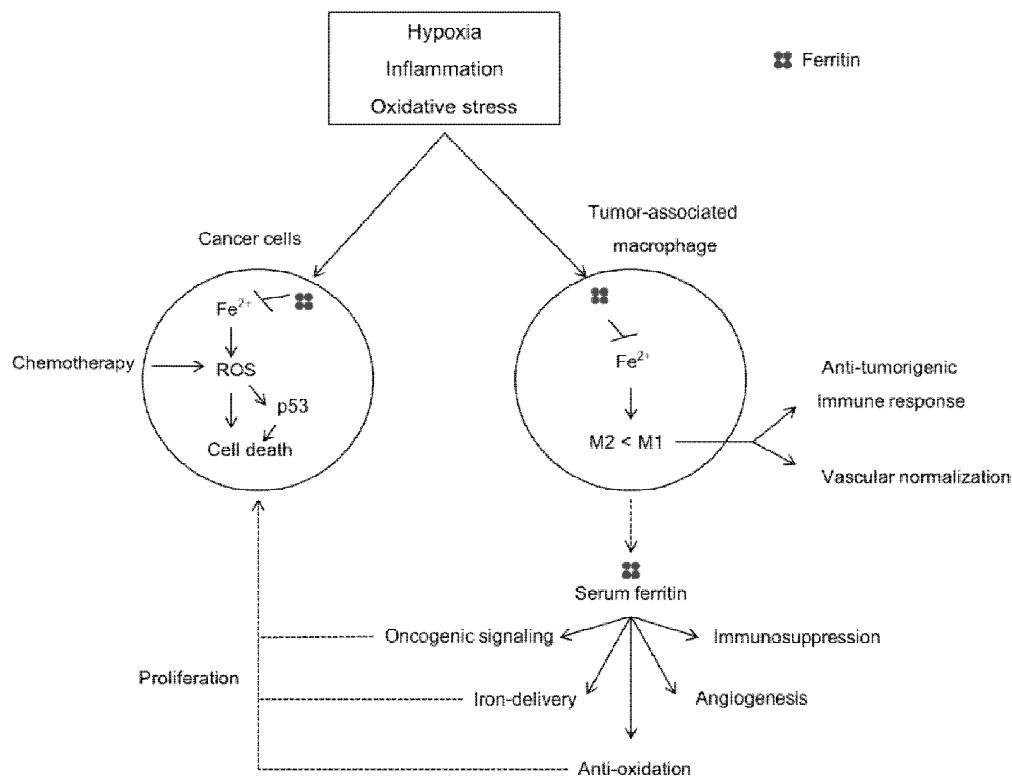 Hypoxia
Inflammation
Oxidative stress
Ferritin
Tumor-associated
macrophage
Cancer cells
Fe²⁺
Chemotherapy
ROS
p53
Cell death
Fe²⁺
M2 < M1
Anti-tumorigenic
Immune response
Vascular normalization
Serum ferritin
Oncogenic signaling
Immunosuppression
Proliferation
Iron-delivery
Angiogenesis
Anti-oxidation